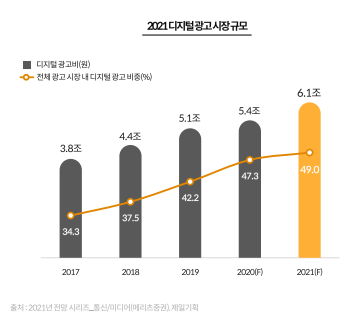 2021 디지털 광고 시장 규모
디지털 광고비(원)
전체 광고 시장 내 디지털 광고 비중(%)
3.8조
4.4조
5.1조
5.4조
6.1조
34.3
37.5
42.2
47.3
49.0
2017
2018
2019
2020(F)
2021(F)
출처 : 2021년 전망 시리즈_통신/미디어(메리츠증권), 제일기획